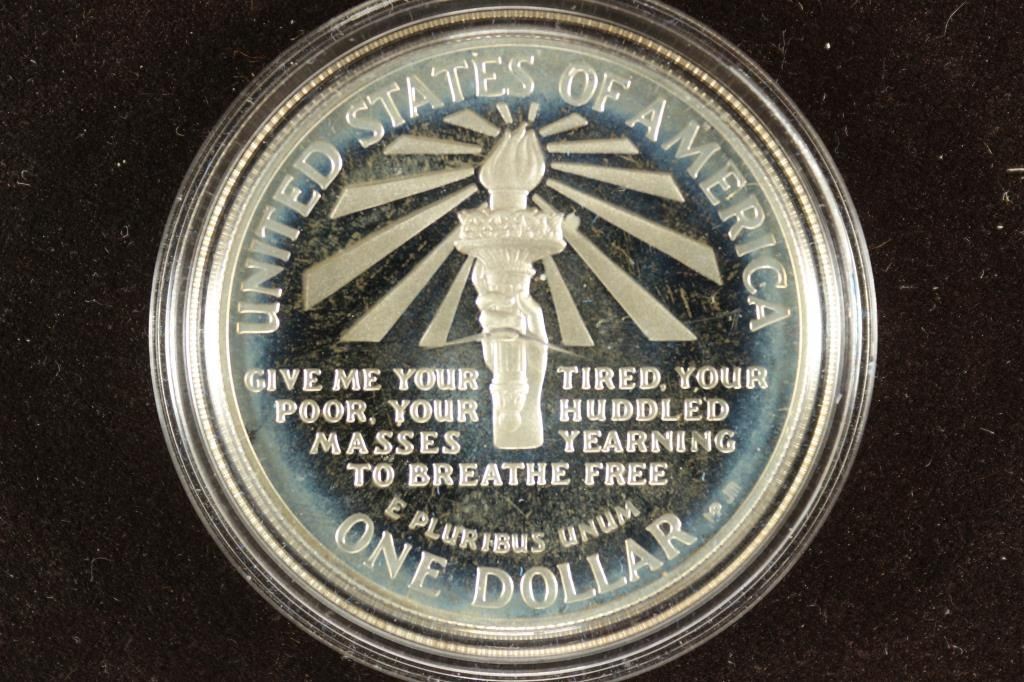 UNITED STATES OF AMERICA
GIVE ME YOUR TIRED, YOUR
POOR, YOUR HUDDLED
MASSES YEARNING
TO BREATHE FREE
E PLURIBUS UNUM
ONE DOLLAR